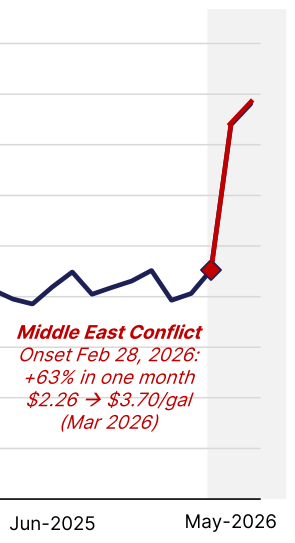 Middle East Conflict
Onset Feb 28, 2026:
+63% in one month
$2.26 → $3.70/gal
(Mar 2026)
Jun-2025
May-2026